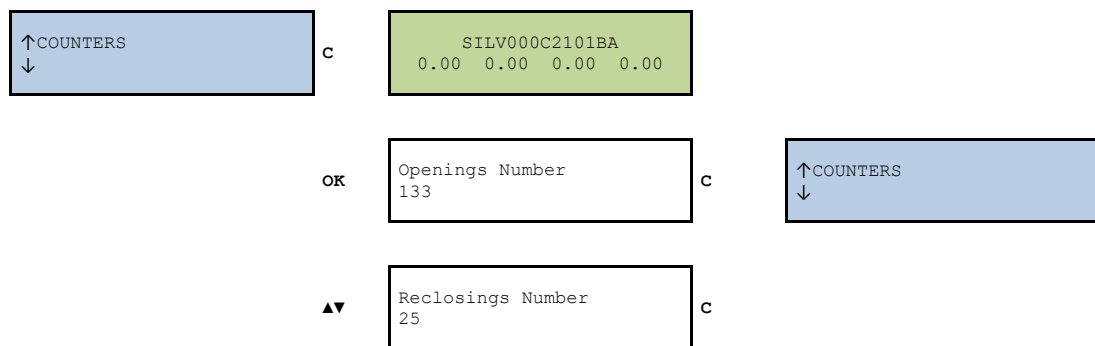 ↑COUNTERS
↓
C
SILV000C2101BA
0.00 0.00 0.00 0.00
OK
Openings Number
133
C
↑COUNTERS
↓
▲▼
Reclosings Number
25
C